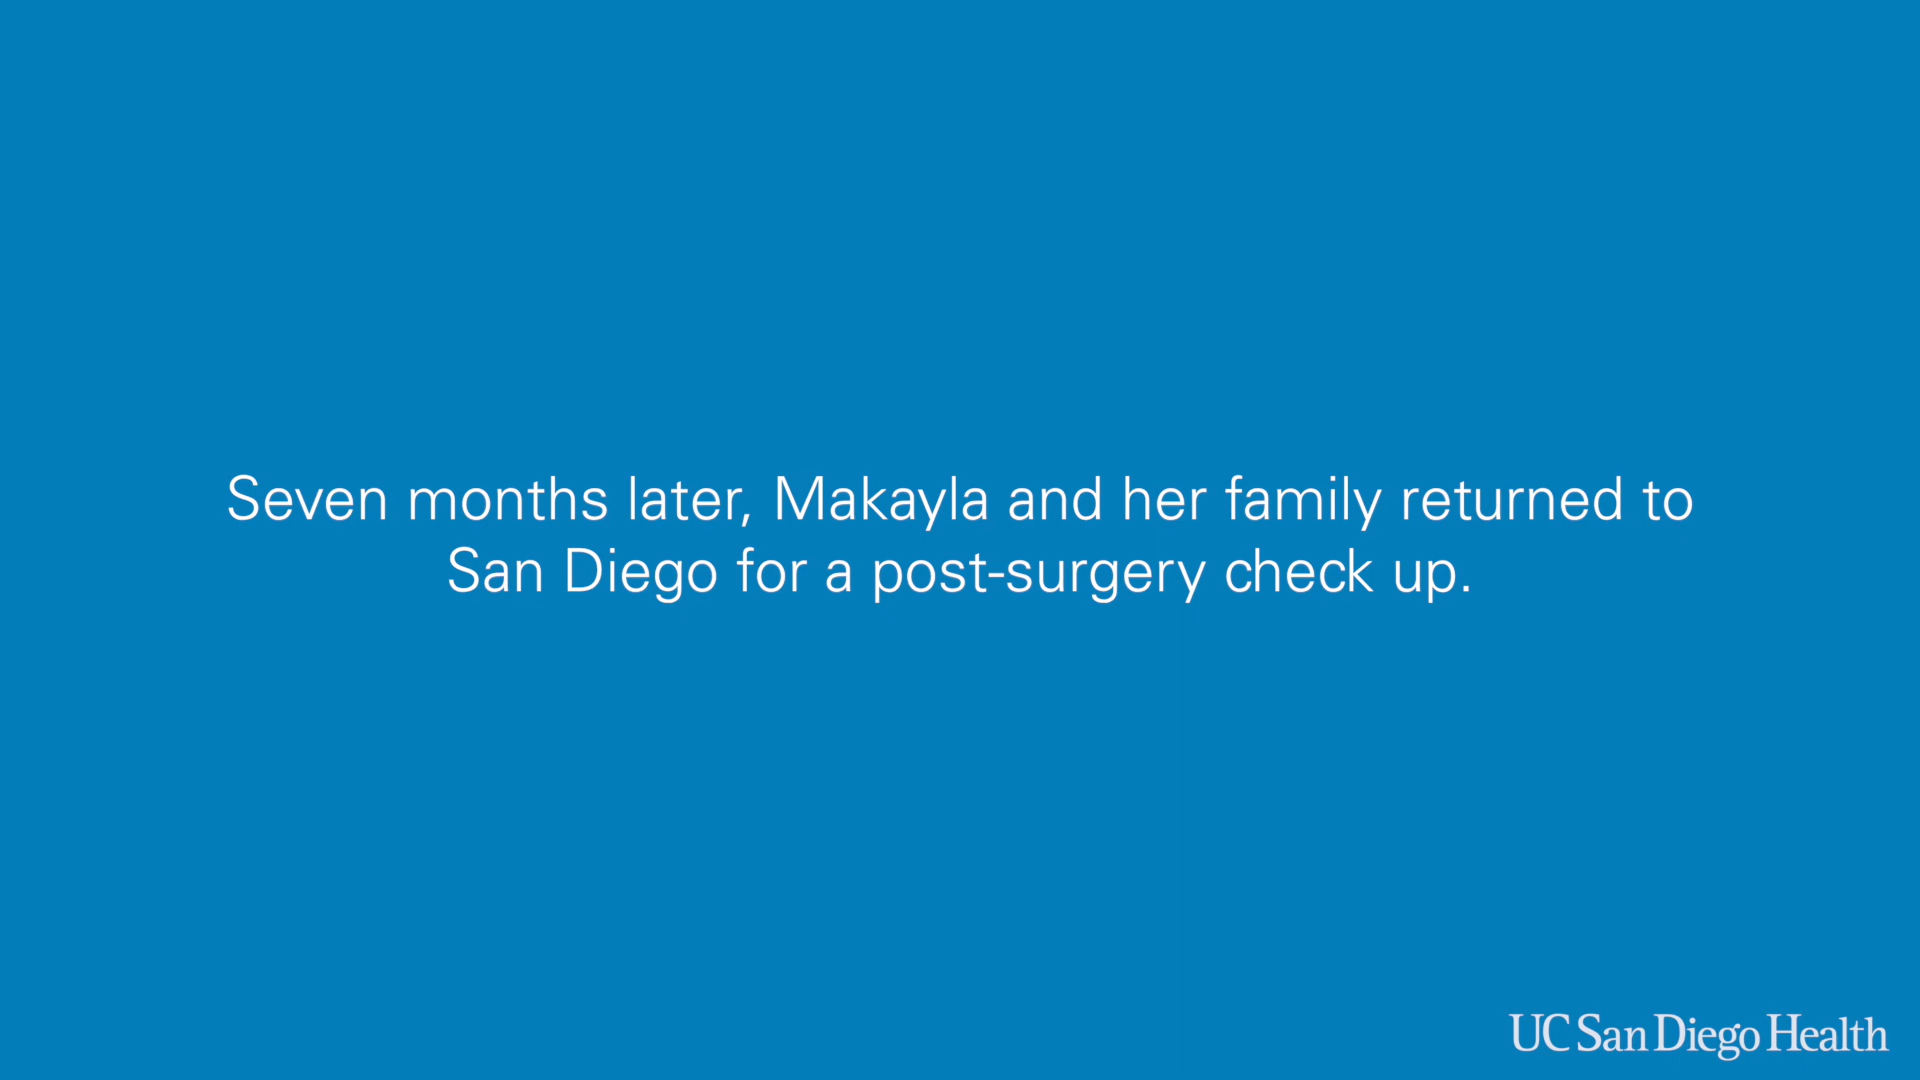 Seven months later, Makayla and her family returned to
San Diego for a post-surgery check up.
UC San Diego Health